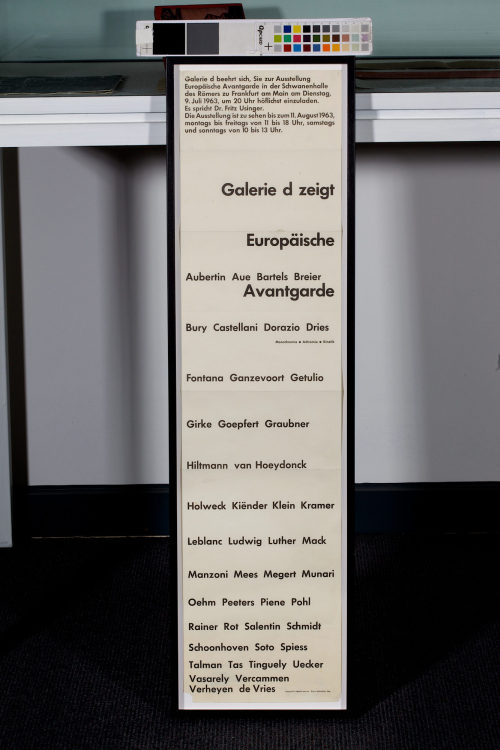 Galerie d beehrt sich, Sie zur Ausstellung
Europäische Avantgarde in der Schwanenhalle
des Römers zu Frankfurt am Main am Dienstag,
9. Juli 1963, um 20 Uhr höflichst einzuladen.
Es spricht Dr. Fritz Usinger.
Die Ausstellung ist zu sehen bis zum 11. August 1963,
montags bis freitags von 11 bis 18 Uhr, samstags
und sonntags von 10 bis 13 Uhr.
Galerie d zeigt
Europäische
Aubertin Aue Bartels Breier
Avantgarde
Bury Castellani Dorazio Dries
Monochromie Achromie Kinetik
Fontana Ganzevoort Getulio
Girke Goepfert Graubner
Hiltmann van Hoeydonck
Holweck Kiënder Klein Kramer
Leblanc Ludwig Luther Mack
Manzoni Mees Megert Munari
Oehm Peeters Piene Pohl
Rainer Rot Salentin Schmidt
Schoonhoven Soto Spiess
Talman Tas Tinguely Uecker
Vasarely Vercammen
Verheyen de Vries